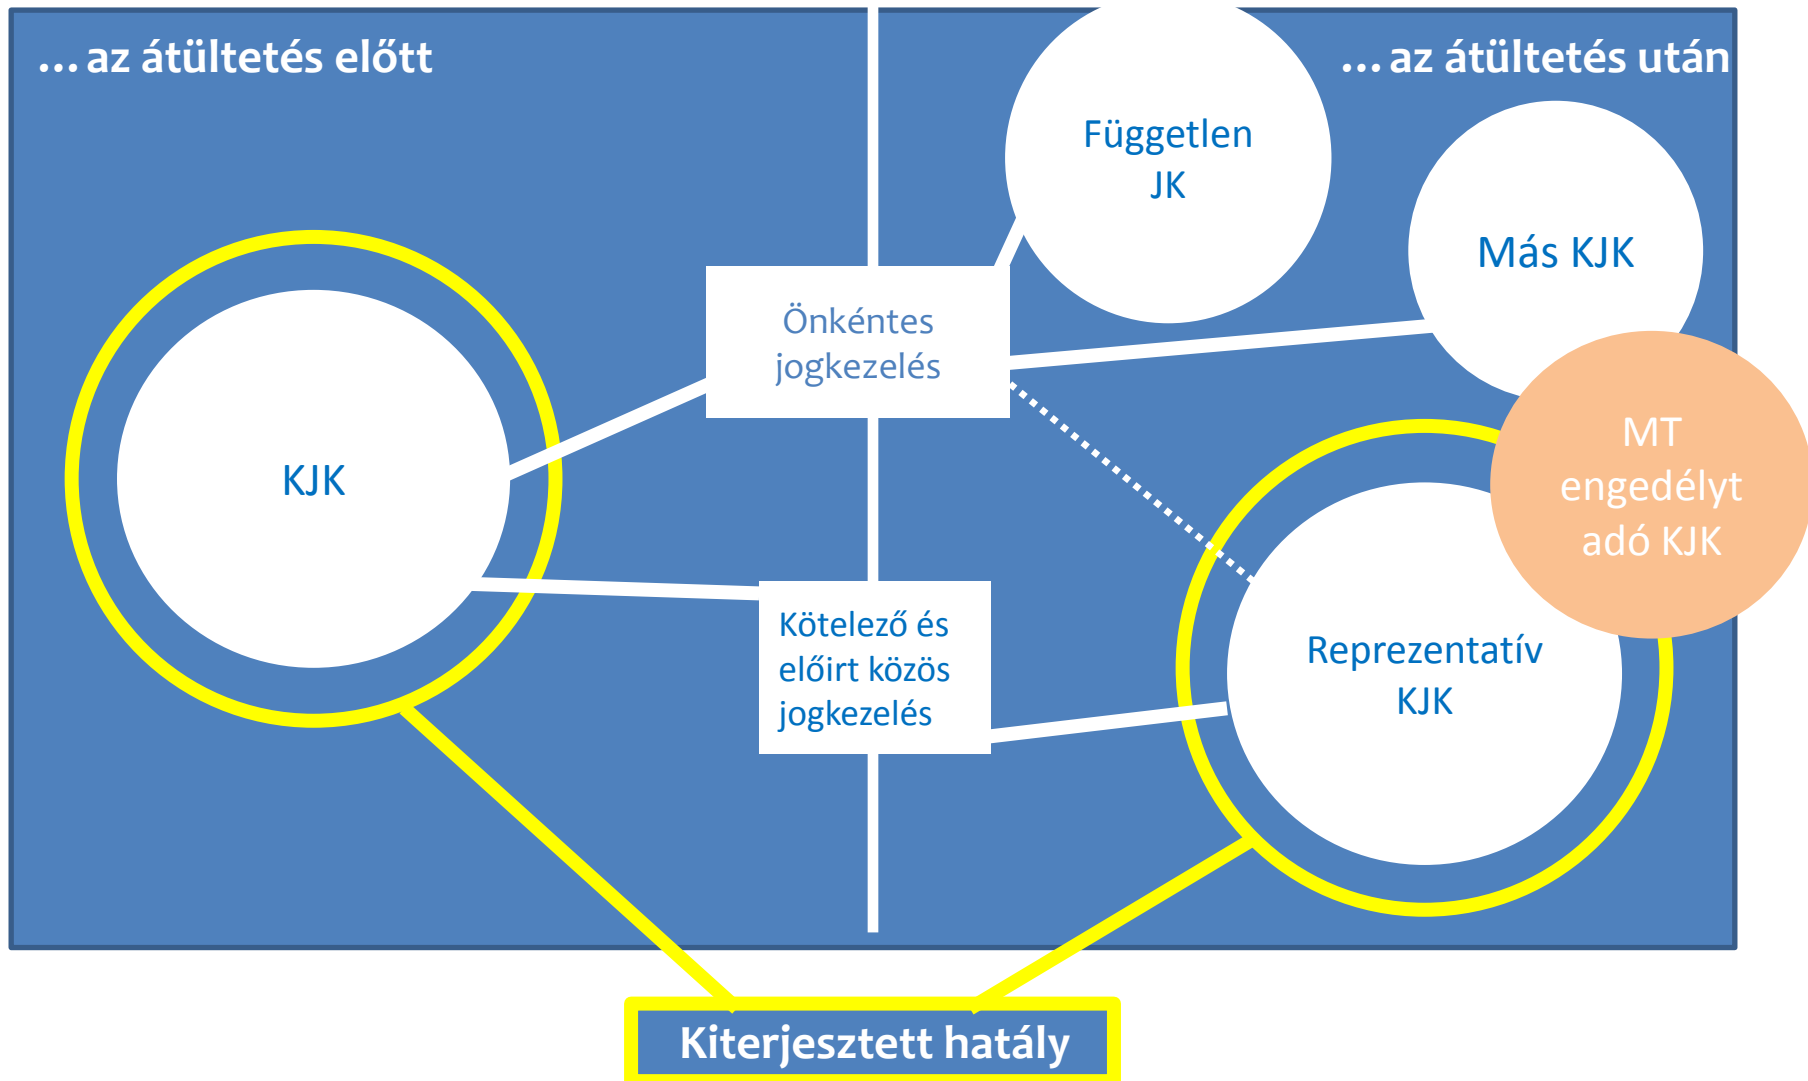 ... az átültetés előtt
... az átültetés után
Független
JK
Más KJK
Önkéntes
jogkezelés
MT
engedélyt
adó KJK
KJK
Kötelező és
előirt közös
jogkezelés
Reprezentatív
KJK
Kiterjesztett hatály